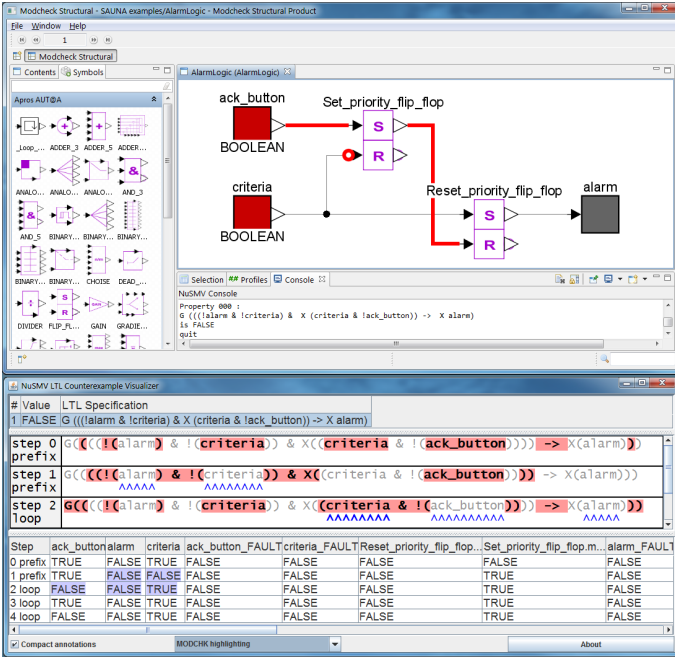 Modcheck Structural - SAUNA examples/AlarmLogic - Modcheck Structural Product
File Window Help
1
Modcheck Structural
Contents Symbols
AlarmLogic (AlarmLogic)
Apros AUT@A
_Loop_... ADDER_3 ADDER_5 ADDER...
ANALO... ANALO... ANALO... AND_3
&
AND_5 BINARY... BINARY... BINARY...
&
BINARY... BINARY... CHOISE DEAD_...
DIVIDER FLIP_FL... GAIN GRADIE...
S
R
GAIN
ack_button
BOOLEAN
Set_priority_flip_flop
S
R
criteria
BOOLEAN
Reset_priority_flip_flop
S
R
alarm
Selection Profiles Console
NuSMV Console
Property 000 :
G (((!alarm & !criteria) & X (criteria & !ack_button)) -> X alarm)
is FALSE
quit
NuSMV LTL Counterexample Visualizer
# Value LTL Specification
1 FALSE G (((!alarm & !criteria) & X (criteria & !ack_button)) -> X alarm)
step 0 G((((!(alarm) & !(criteria)) & X((criteria & !(ack_button)))) -> X(alarm)))
prefix
step 1 G((((!(alarm) & !(criteria)) & X((criteria & !(ack_button)))) -> X(alarm)))
prefix ^^^^^ ^^^^^^^^
step 2 G((((!(alarm) & !(criteria)) & X((criteria & !(ack_button)))) -> X(alarm)))
loop ^^^^^^^^ ^^^^^^^^^^ ^^^^^
Step ack_button alarm criteria ack_button_FAULT criteria_FAULT Reset_priority_flip_flop... Set_priority_flip_flop.m... alarm_FAULT
0 prefix TRUE FALSE TRUE FALSE FALSE FALSE FALSE FALSE
1 prefix TRUE FALSE FALSE FALSE FALSE FALSE TRUE FALSE
2 loop FALSE FALSE TRUE FALSE FALSE FALSE TRUE FALSE
3 loop TRUE FALSE TRUE FALSE FALSE FALSE TRUE FALSE
4 loop FALSE FALSE TRUE FALSE FALSE FALSE TRUE FALSE
Compact annotations MODCHK highlighting About